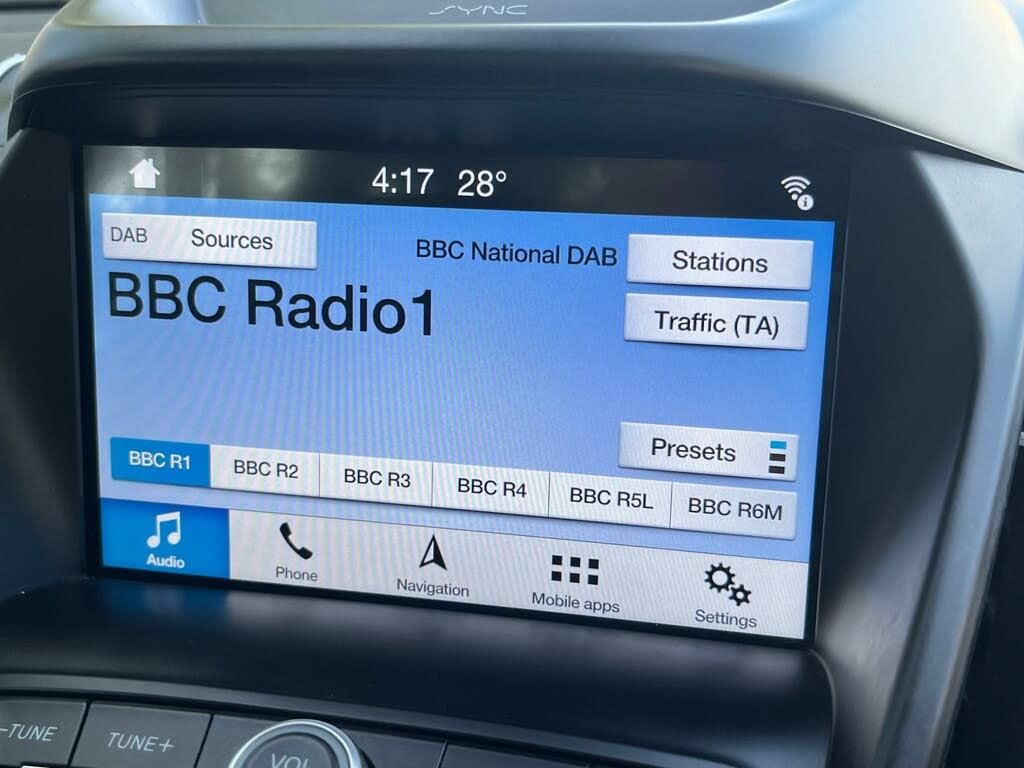 SYNC
4:17 28°
DAB Sources
BBC National DAB
Stations
BBC Radio1
Traffic (TA)
Presets
BBC R1 BBC R2 BBC R3 BBC R4 BBC R5L BBC R6M
Audio Phone Navigation Mobile apps Settings
-TUNE TUNE+ VOL